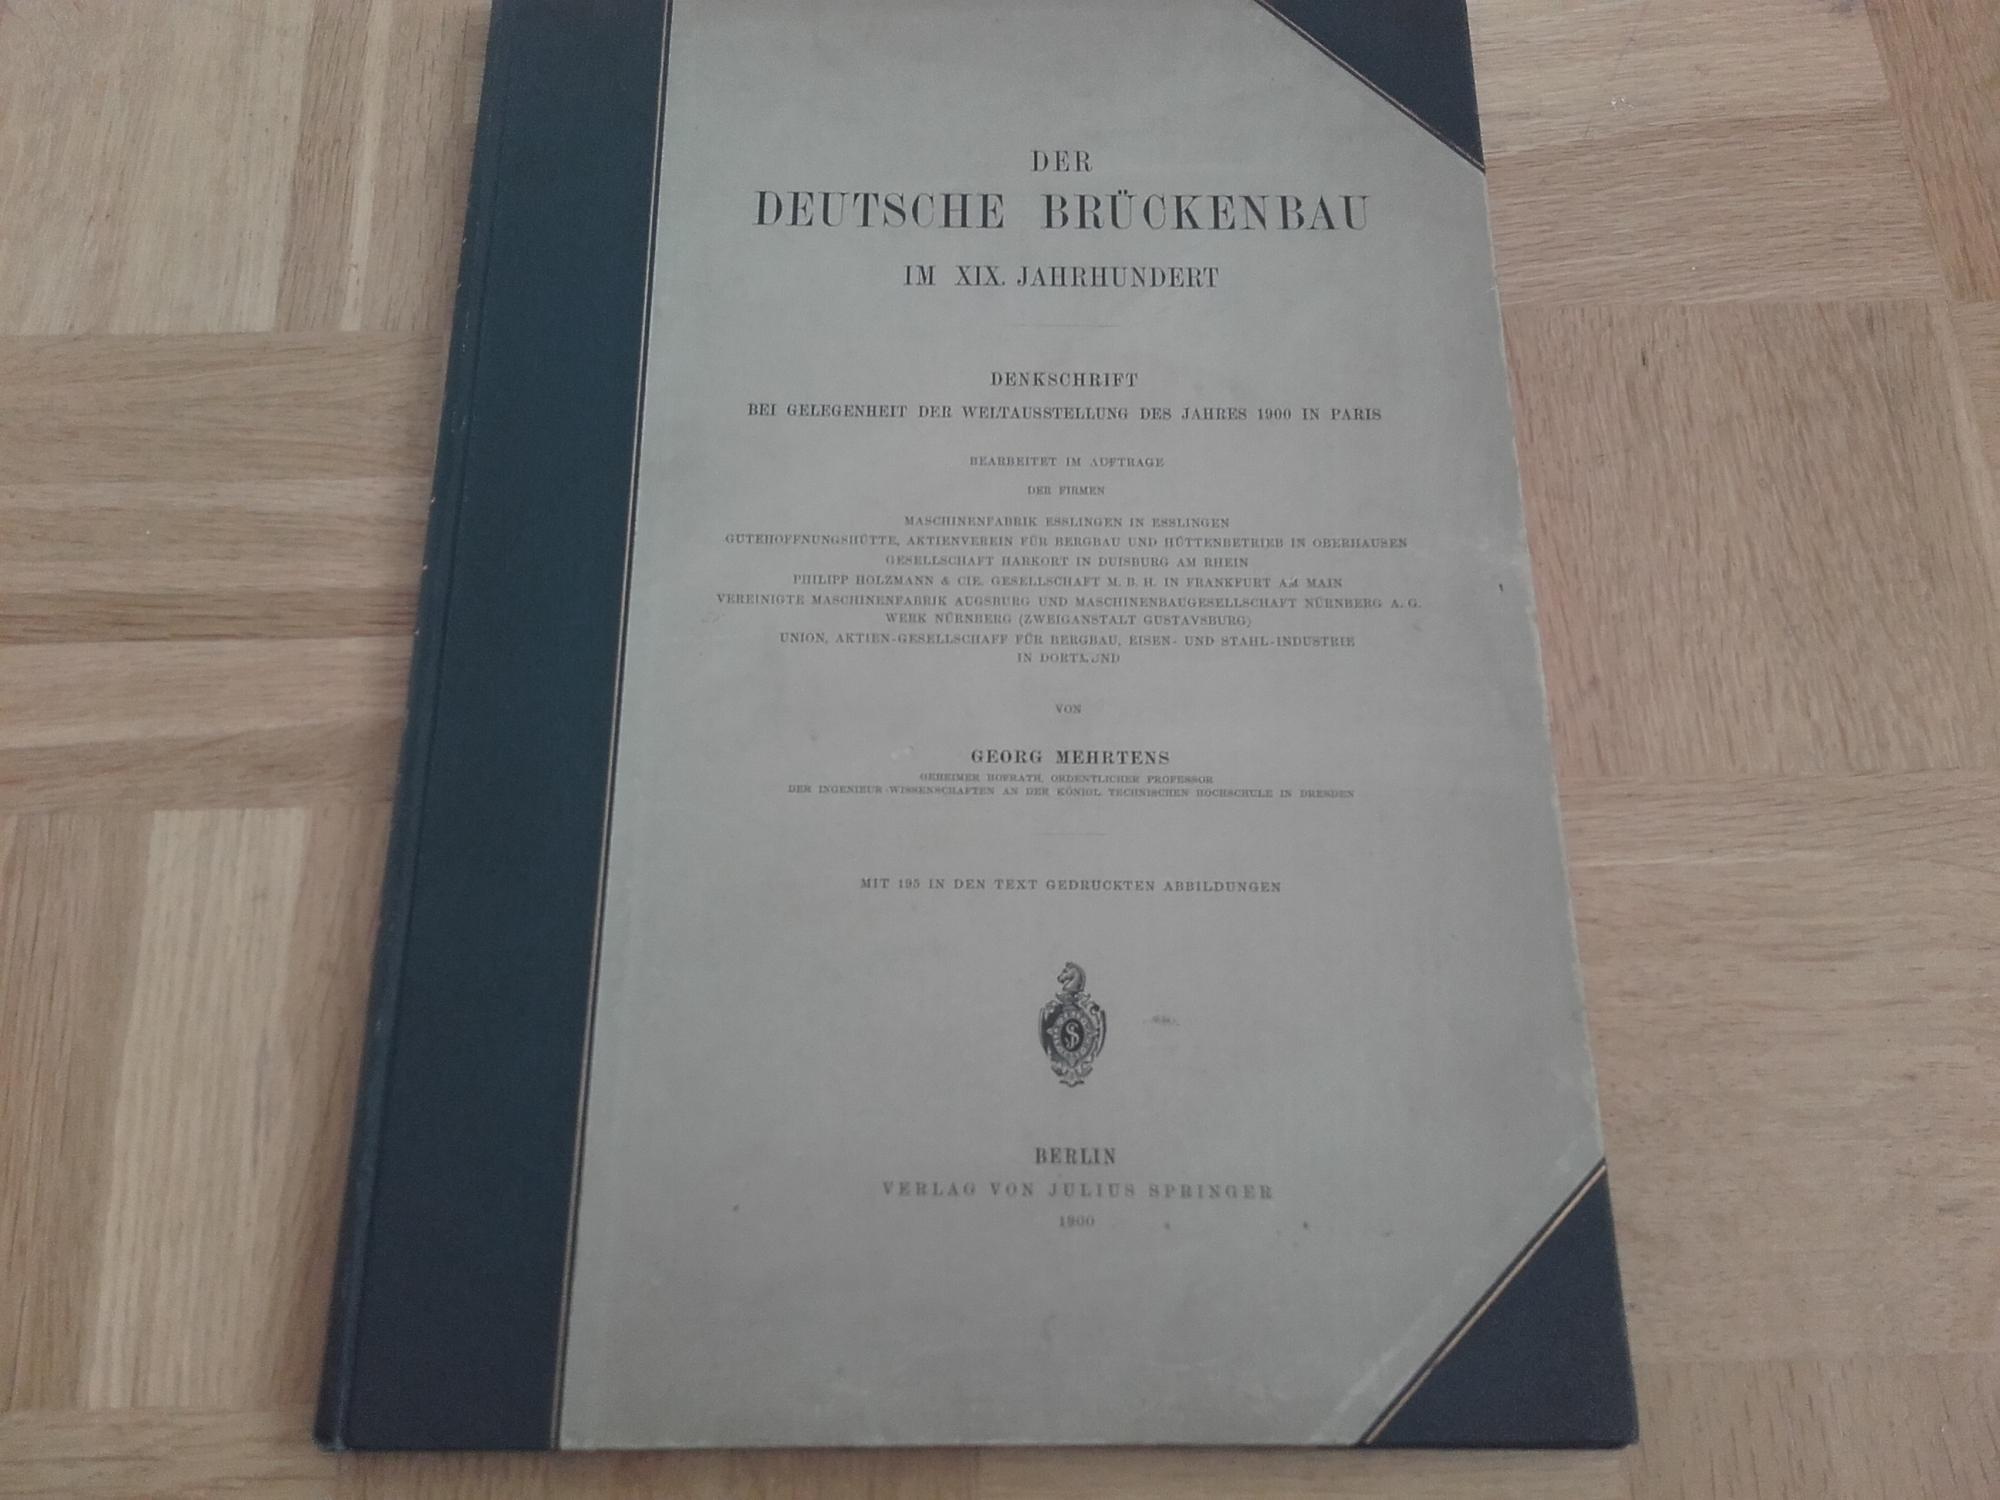 DER
DEUTSCHE BRÜCKENBAU
IM XIX. JAHRHUNDERT
DENKSCHRIFT
BEI GELEGENHEIT DER WELTAUSSTELLUNG DES JAHRES 1900 IN PARIS
BEARBEITET IM AUFTRAGE
DER FIRMEN
MASCHINENFABRIK ESSLINGEN IN ESSLINGEN
GUTEHOFFNUNGSHÜTTE, AKTIENVEREIN FÜR BERGBAU UND HÜTTENBETRIEB IN OBERHAUSEN
GESELLSCHAFT HARKORT IN DUISBURG AM RHEIN
PHILIPP HOLZMANN & CIE. GESELLSCHAFT M. B. H. IN FRANKFURT AM MAIN
VEREINIGTE MASCHINENFABRIK AUGSBURG UND MASCHINENBAUGESELLSCHAFT NÜRNBERG A. G.
WERK NÜRNBERG (ZWEIGANSTALT GUSTAVSBURG)
UNION, AKTIEN-GESELLSCHAFF FÜR BERGBAU, EISEN- UND STAHL-INDUSTRIE
IN DORTMUND
VON
GEORG MEHRTENS
GEHEIMER HOFRATH, ORDENTLICHER PROFESSOR
DER INGENIEUR-WISSENSCHAFTEN AN DER KÖNIGL. TECHNISCHEN HOCHSCHULE IN DRESDEN
MIT 195 IN DEN TEXT GEDRUCKTEN ABBILDUNGEN
BERLIN
VERLAG VON JULIUS SPRINGER
1900